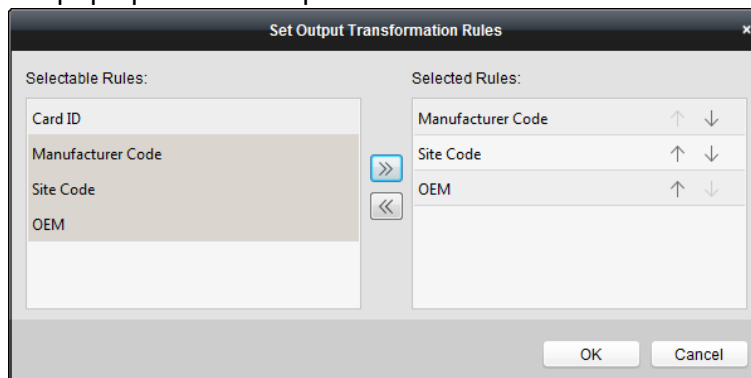 Set Output Transformation Rules
Selectable Rules:
Card ID
Manufacturer Code
Site Code
OEM
Selected Rules:
Manufacturer Code
Site Code
OEM
OK
Cancel